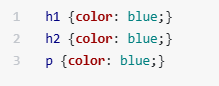 1 h1 {color: blue;}
2 h2 {color: blue;}
3 p {color: blue;}